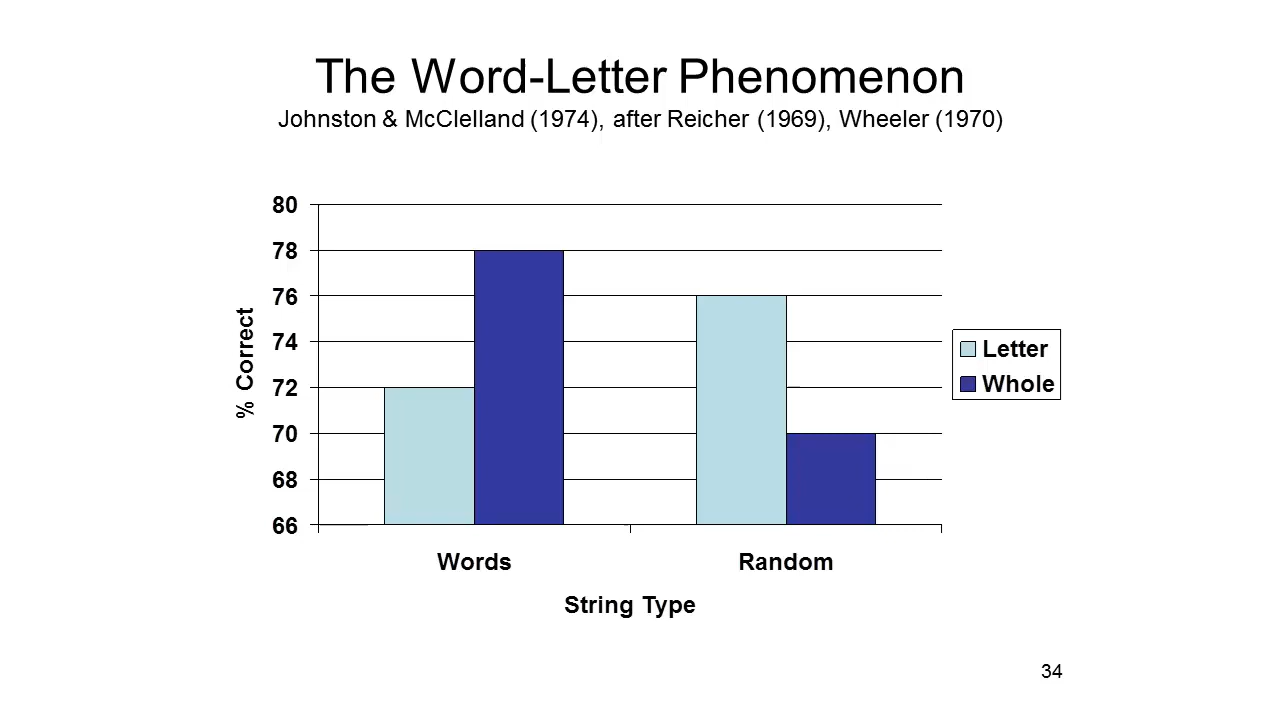 The Word-Letter Phenomenon
Johnston & McClelland (1974), after Reicher (1969), Wheeler (1970)
80
78
76
74
72
70
68
66
% Correct
Words
Random
String Type
Letter
Whole
34